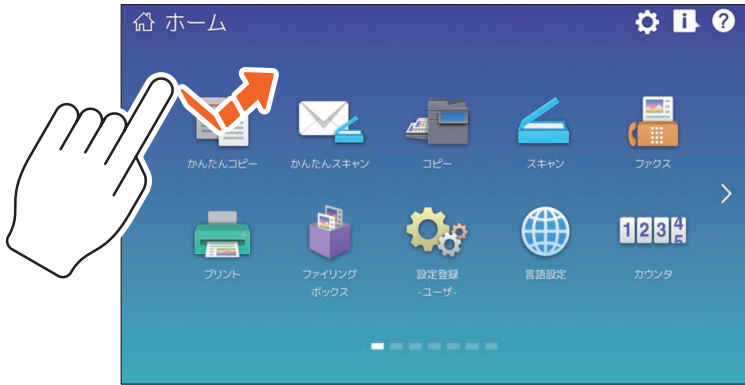 ホーム
かんたんコピー
かんたんスキャン
コピー
スキャン
ファクス
プリント
ファイリング
ボックス
設定登録
-ユーザ-
言語設定
カウンタ